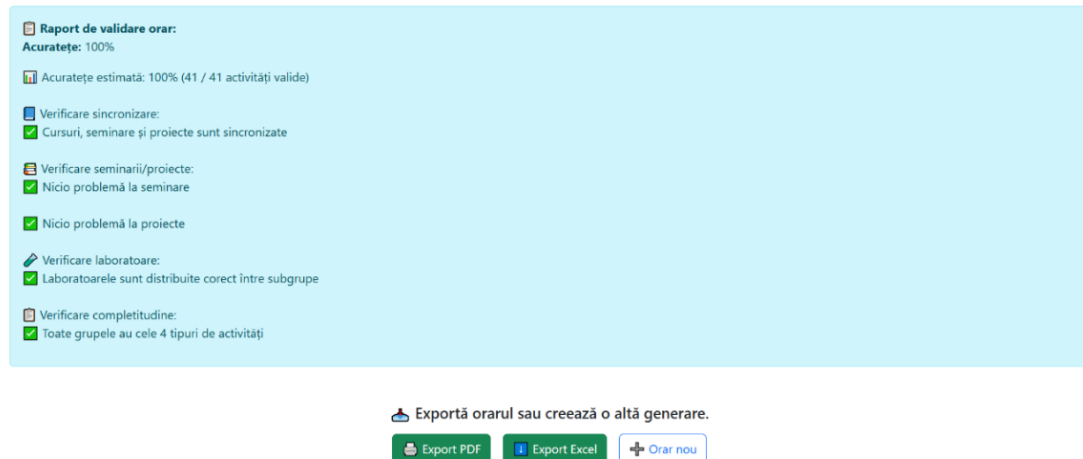 Raport de validare orar:
Acuratețe: 100%
Acuratețe estimată: 100% (41 / 41 activități valide)
Verificare sincronizare:
Cursuri, seminare și proiecte sunt sincronizate
Verificare seminarii/proiecte:
Nicio problemă la seminare
Nicio problemă la proiecte
Verificare laboratoare:
Laboratoarele sunt distribuite corect între subgrupe
Verificare completitudine:
Toate grupele au cele 4 tipuri de activități
Exportă orarul sau creează o altă generare.
Export PDF
Export Excel
Orar nou